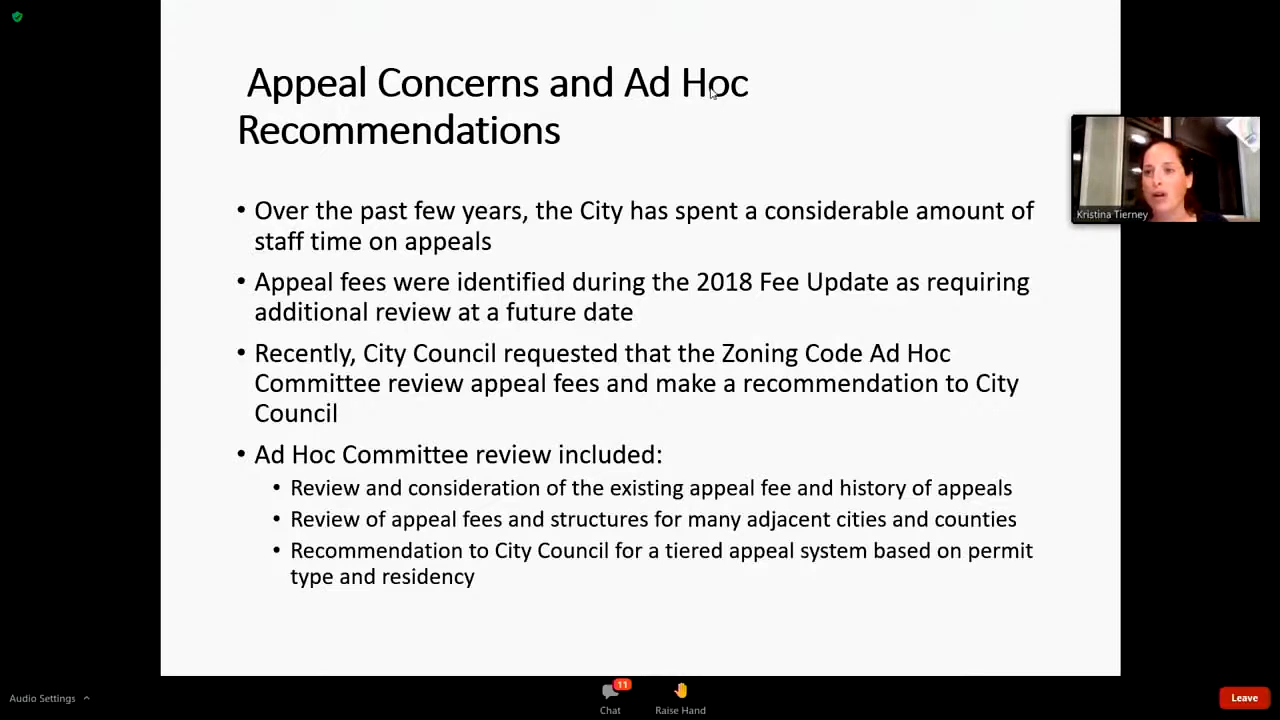 Appeal Concerns and Ad Hoc
Recommendations
• Over the past few years, the City has spent a considerable amount of
staff time on appeals
• Appeal fees were identified during the 2018 Fee Update as requiring
additional review at a future date
• Recently, City Council requested that the Zoning Code Ad Hoc
Committee review appeal fees and make a recommendation to City
Council
• Ad Hoc Committee review included:
• Review and consideration of the existing appeal fee and history of appeals
• Review of appeal fees and structures for many adjacent cities and counties
• Recommendation to City Council for a tiered appeal system based on permit
type and residency
Kristina Tierney
Audio Settings
11
Chat
Raise Hand
Leave